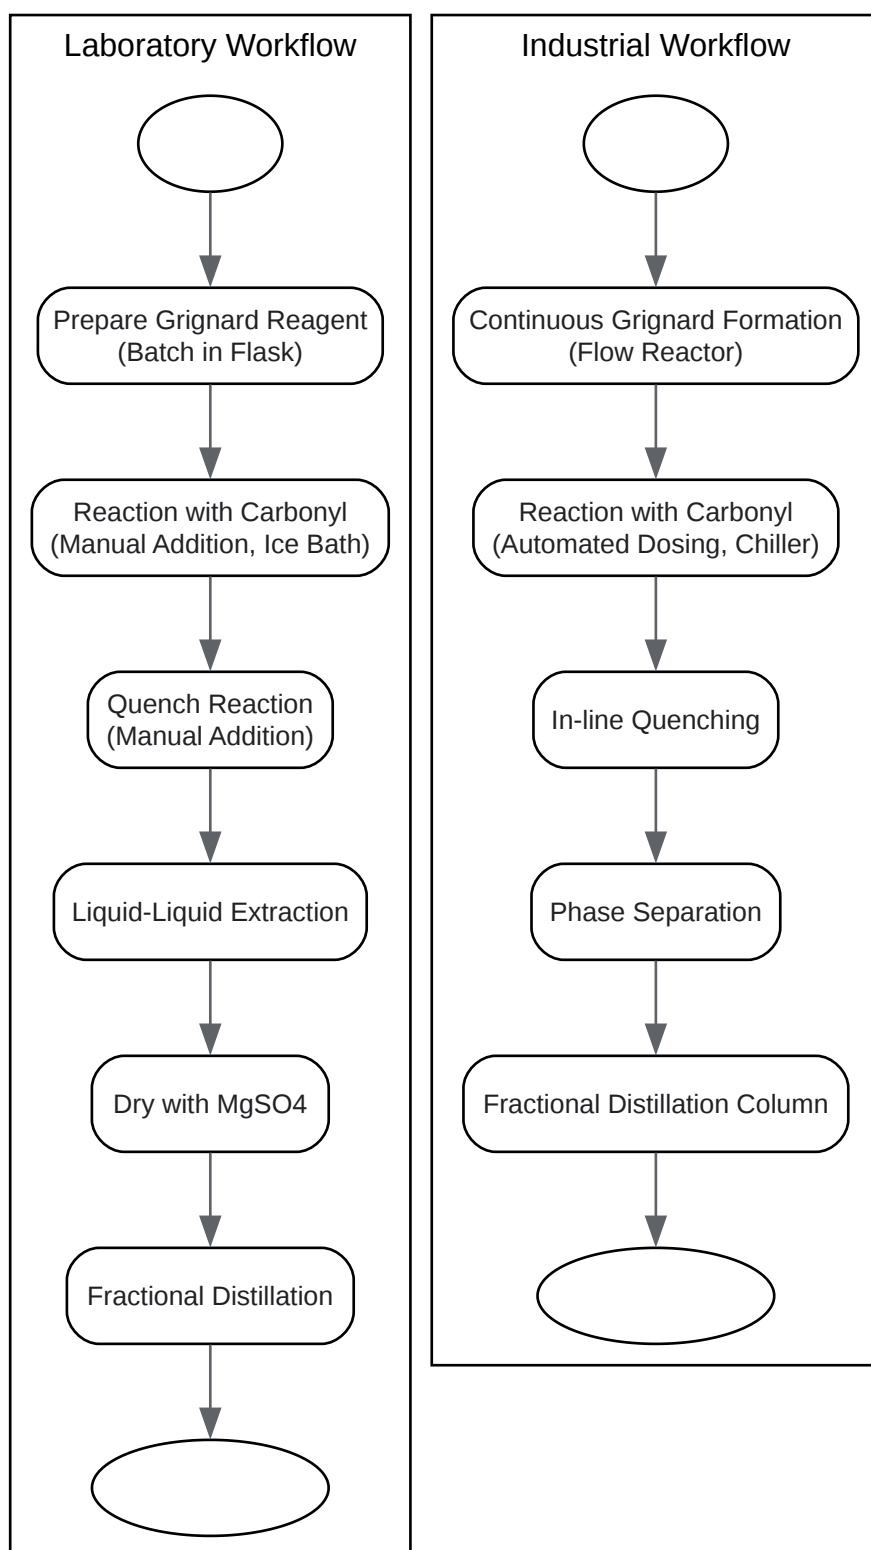 Laboratory Workflow
Prepare Grignard Reagent
(Batch in Flask)
Reaction with Carbonyl
(Manual Addition, Ice Bath)
Quench Reaction
(Manual Addition)
Liquid-Liquid Extraction
Dry with MgSO4
Fractional Distillation
Industrial Workflow
Continuous Grignard Formation
(Flow Reactor)
Reaction with Carbonyl
(Automated Dosing, Chiller)
In-line Quenching
Phase Separation
Fractional Distillation Column